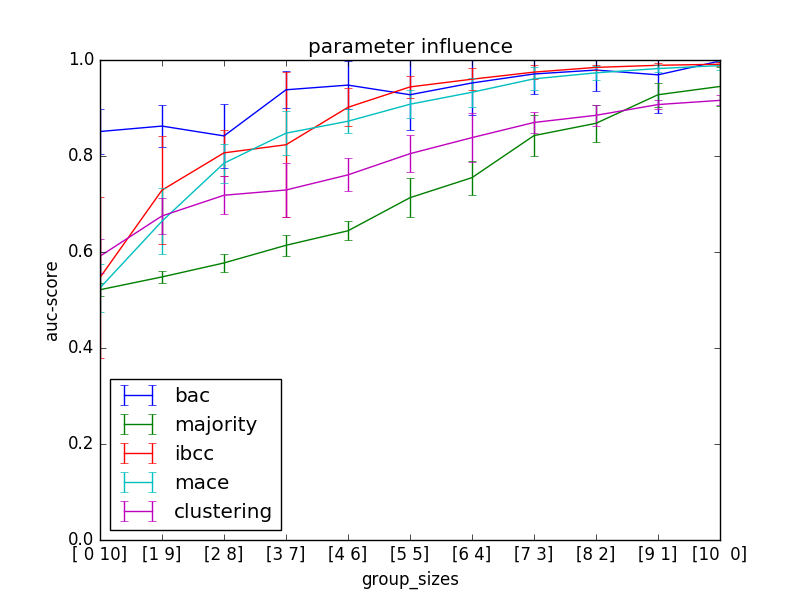 parameter influence
1.0
0.8
0.6
0.4
0.2
0.0
auc-score
bac
majority
ibcc
mace
clustering
[ 0 10] [1 9] [2 8] [3 7] [4 6] [5 5] [6 4] [7 3] [8 2] [9 1] [10  0]
group_sizes